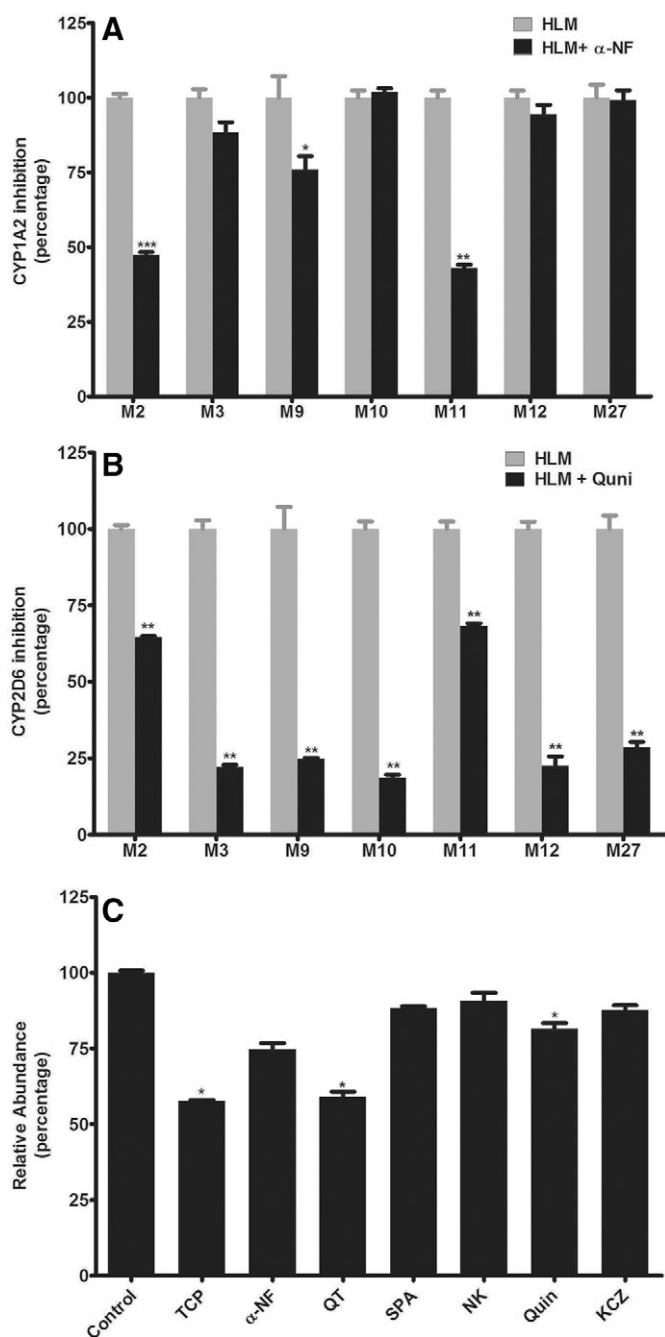 A
HLM
HLM+ α-NF
CYP1A2 inhibition
(percentage)
125
100
75
50
25
0
***
*
**
M2 M3 M9 M10 M11 M12 M27
B
HLM
HLM + Quni
CYP2D6 inhibition
(percentage)
125
100
75
50
25
0
**
**
**
**
**
**
**
M2 M3 M9 M10 M11 M12 M27
C
Relative Abundance
(percentage)
125
100
75
50
25
0
*
*
*
Control TCP α-NF QT SPA NK Quin KCZ